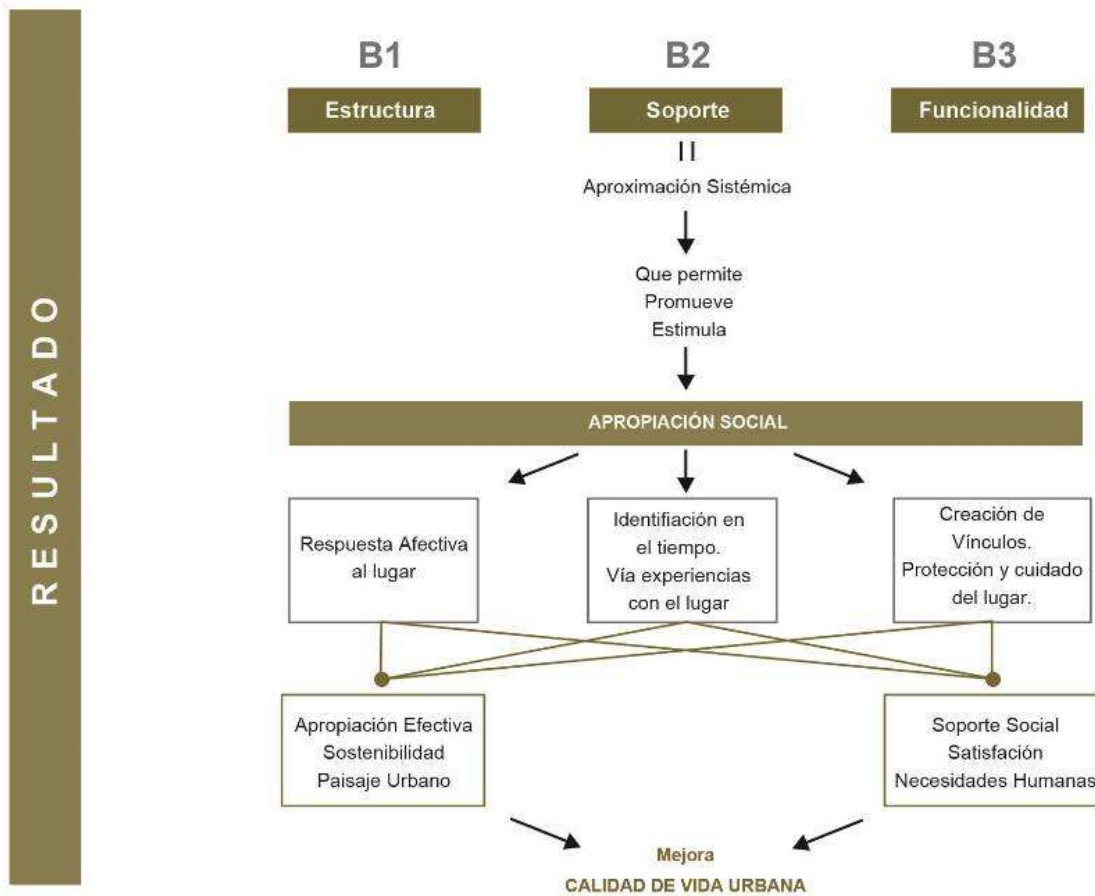 RESULTADO
B1
B2
B3
Estructura
Soporte
Funcionalidad
Aproximación Sistémica
Que permite
Promueve
Estimula
APROPIACIÓN SOCIAL
Respuesta Afectiva
al lugar
Identifiación en
el tiempo.
Vía experiencias
con el lugar
Creación de
Vínculos.
Protección y cuidado
del lugar.
Apropiación Efectiva
Sostenibilidad
Paisaje Urbano
Soporte Social
Satisfacción
Necesidades Humanas
Mejora
CALIDAD DE VIDA URBANA